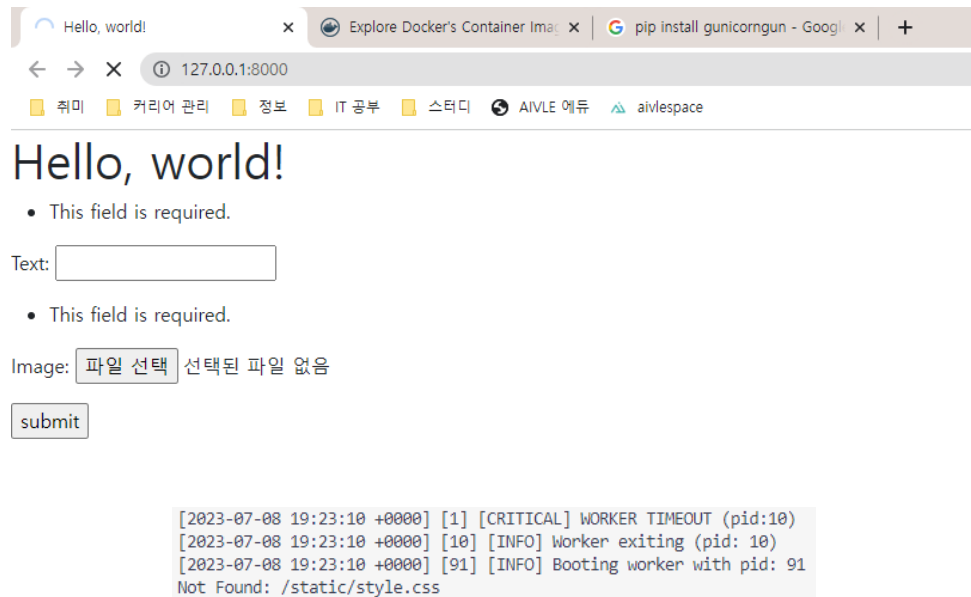 Hello, world!
Explore Docker's Container Imag
pip install gunicorngun - Googl
127.0.0.1:8000
취미
커리어 관리
정보
IT 공부
스터디
AIVLE 에듀
aivlespace
Hello, world!
• This field is required.
Text:
• This field is required.
Image: 파일 선택 선택된 파일 없음
submit
[2023-07-08 19:23:10 +0000] [1] [CRITICAL] WORKER TIMEOUT (pid:10)
[2023-07-08 19:23:10 +0000] [10] [INFO] Worker exiting (pid: 10)
[2023-07-08 19:23:10 +0000] [91] [INFO] Booting worker with pid: 91
Not Found: /static/style.css